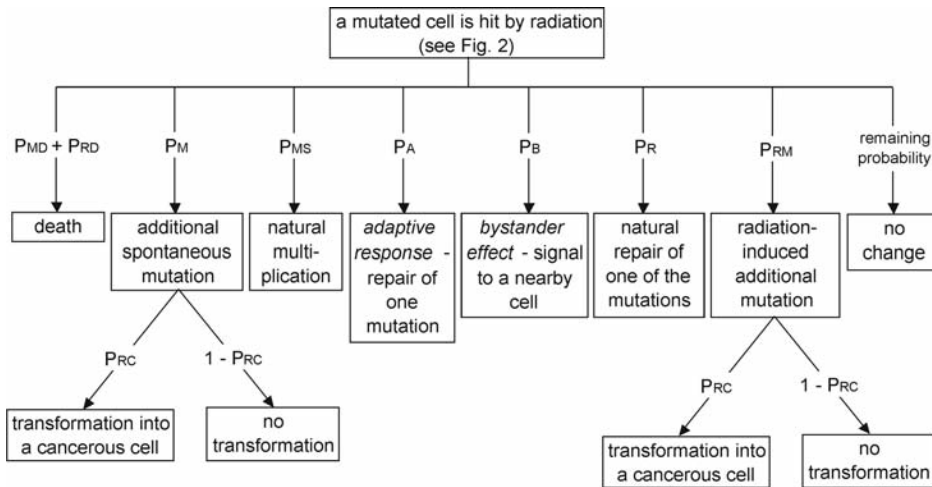 a mutated cell is hit by radiation
(see Fig. 2)
PMD + PRD
PM
PMS
PA
PB
PR
PRM
remaining
probability
death
additional
spontaneous
mutation
natural
multi-
plication
adaptive
response -
repair of
one
mutation
bystander
effect - signal
to a nearby
cell
natural
repair of
one of the
mutations
radiation-
induced
additional
mutation
no
change
PRC
1 - PRC
transformation into
a cancerous cell
no
transformation
PRC
1 - PRC
transformation into
a cancerous cell
no
transformation